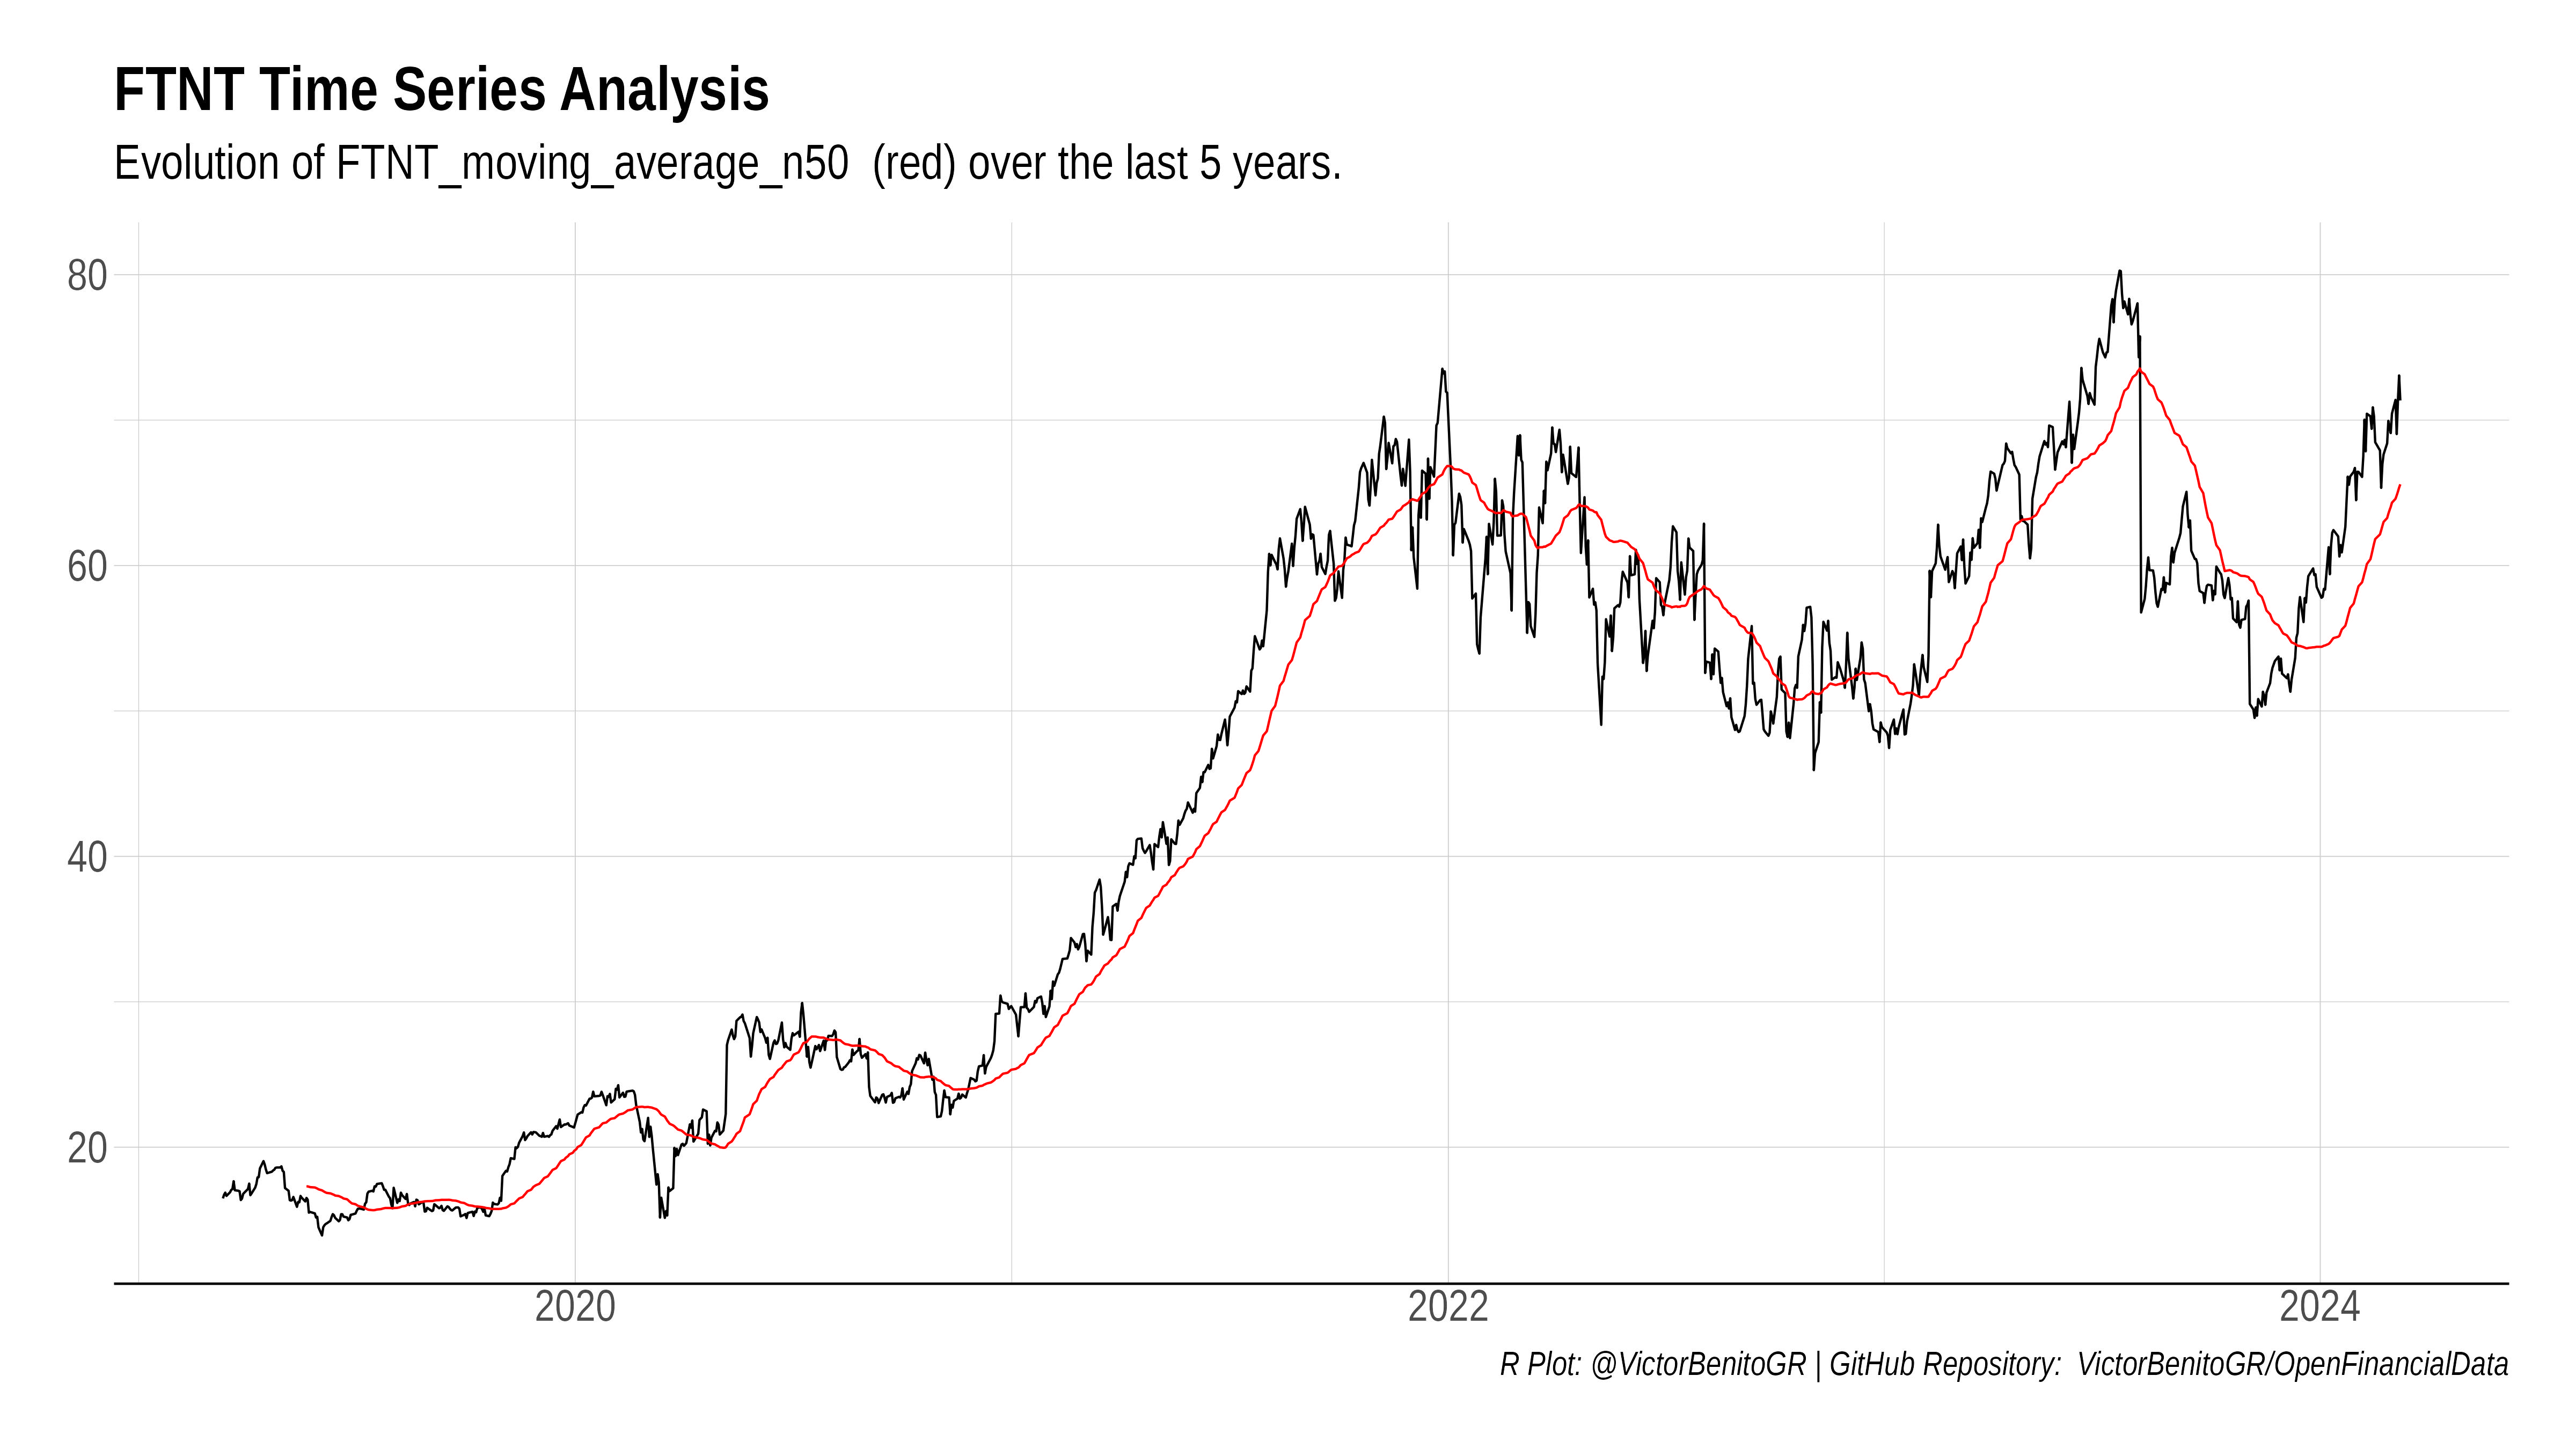 FTNT Time Series Analysis
Evolution of FTNT_moving_average_n50  (red) over the last 5 years.
80
60
40
20
2020
2022
2024
R Plot: @VictorBenitoGR | GitHub Repository:  VictorBenitoGR/OpenFinancialData